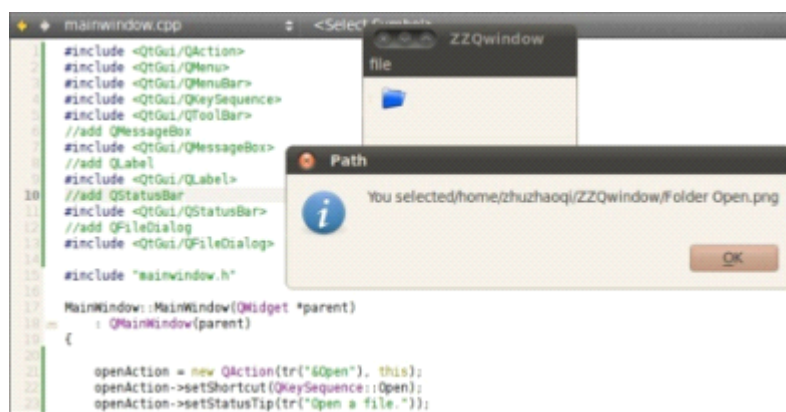 mainwindow.cpp
<Select Symbol>
ZZQwindow
file
Path
You selected/home/zhuzhaoqi/ZZQwindow/Folder Open.png
OK
1 #include <QtGui/QAction>
2 #include <QtGui/QMenu>
3 #include <QtGui/QMenuBar>
4 #include <QtGui/QKeySequence>
5 #include <QtGui/QToolBar>
6 //add QMessageBox
7 #include <QtGui/QMessageBox>
8 //add QLabel
9 #include <QtGui/QLabel>
10 //add QStatusBar
11 #include <QtGui/QStatusBar>
12 //add QFileDialog
13 #include <QtGui/QFileDialog>
14
15 #include "mainwindow.h"
16
17 MainWindow::MainWindow(QWidget *parent)
18 : QMainWindow(parent)
19 {
20
21 openAction = new QAction(tr("&Open"), this);
22 openAction->setShortcut(QKeySequence::Open);
23 openAction->setStatusTip(tr("Open a file."));